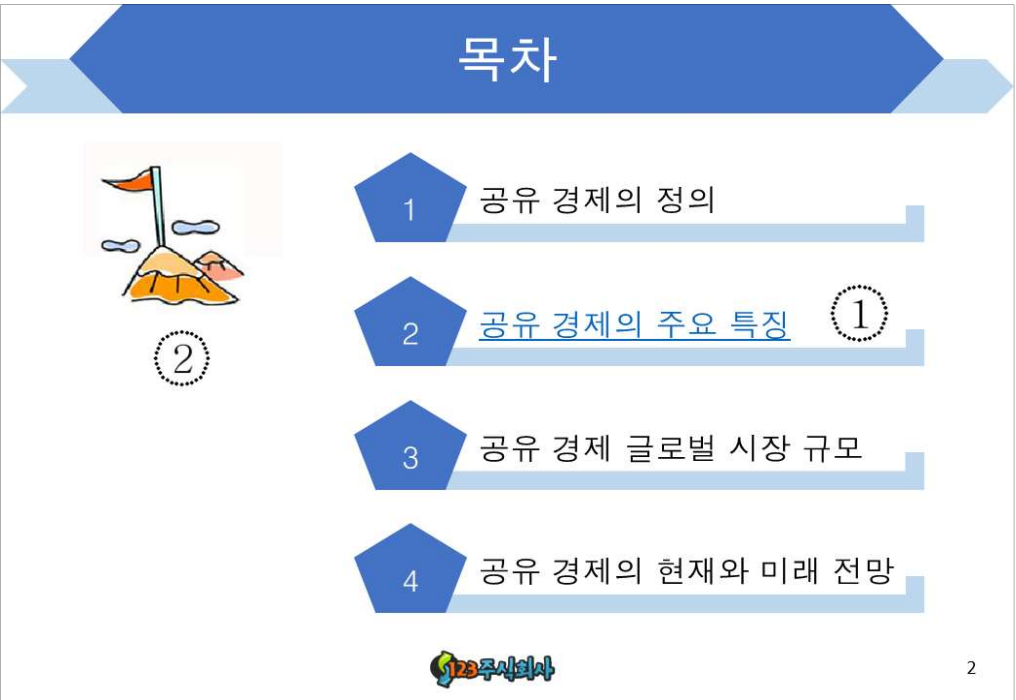 목차
1 공유 경제의 정의
2 공유 경제의 주요 특징 ①
②
3 공유 경제 글로벌 시장 규모
4 공유 경제의 현재와 미래 전망
123주식회사
2